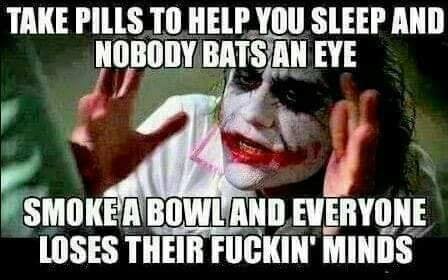 TAKE PILLS TO HELP YOU SLEEP AND
NOBODY BATS AN EYE
SMOKE A BOWL AND EVERYONE
LOSES THEIR FUCKIN' MINDS